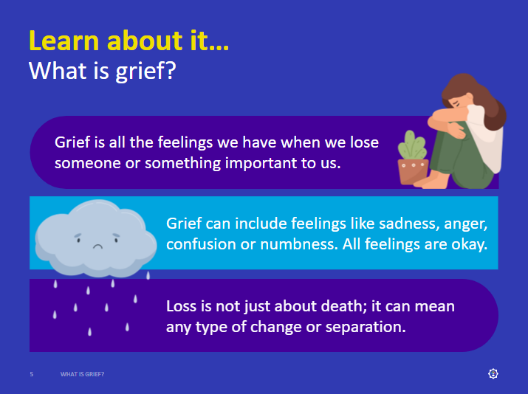 Learn about it...
What is grief?
Grief is all the feelings we have when we lose
someone or something important to us.
Grief can include feelings like sadness, anger,
confusion or numbness. All feelings are okay.
Loss is not just about death; it can mean
any type of change or separation.
5 WHAT IS GRIEF?